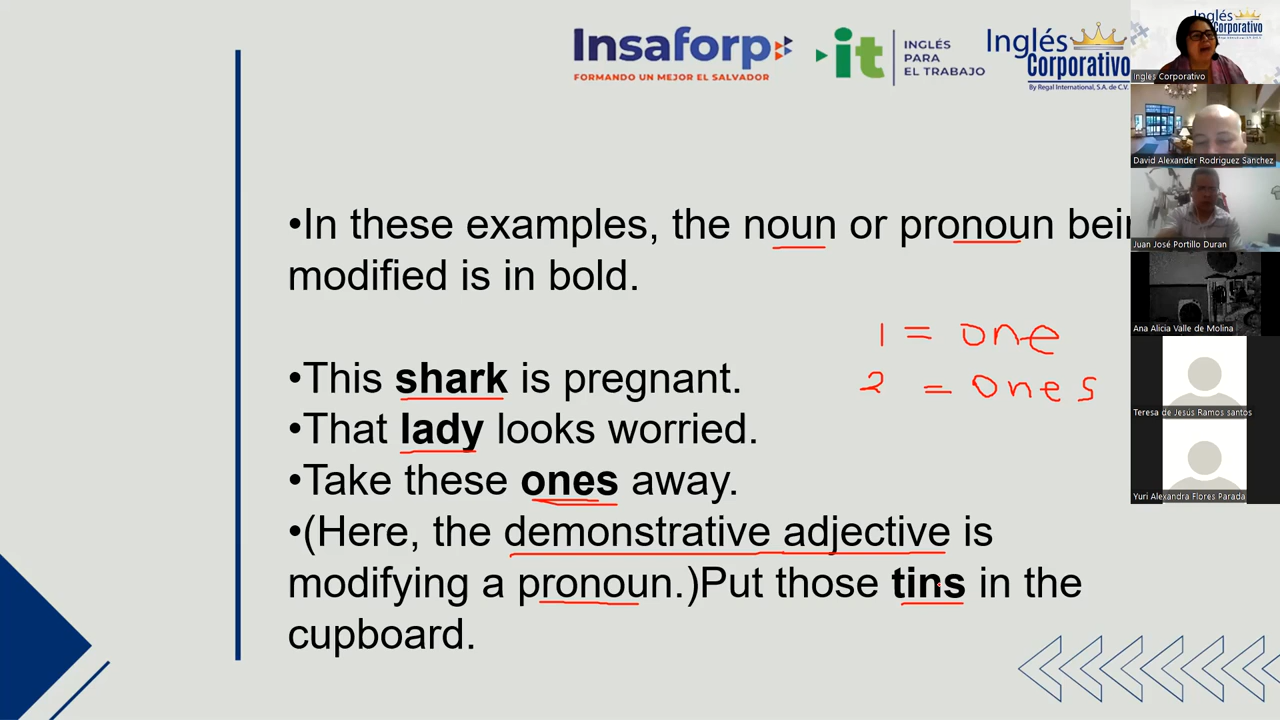 Insaforp
FORMANDO UN MEJOR EL SALVADOR
it
INGLÉS
PARA
EL TRABAJO
Inglés
Corporativo
By Regal International, S.A. de C.V.
•In these examples, the noun or pronoun bein
modified is in bold.
1 = one
2 = ones
•This shark is pregnant.
•That lady looks worried.
•Take these ones away.
•(Here, the demonstrative adjective is
modifying a pronoun.)Put those tins in the
cupboard.
Inglés
Corporativo
Ingles Corporativo
David Alexander Rodriguez Sánchez
Juan José Portillo Duran
Ana Alicia Valle de Molina
Teresa de Jesús Ramos santos
Yuri Alexandra Flores Parada